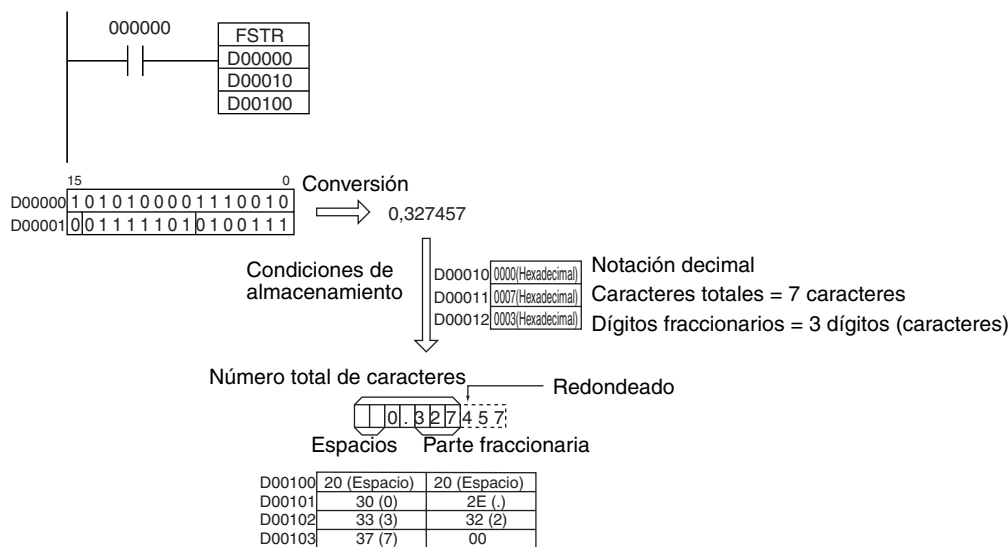 000000
FSTR
D00000
D00010
D00100
15 0
D00000 1 0 1 0 1 0 0 0 0 1 1 1 0 0 1 0
D00001 0 0 1 1 1 1 1 0 1 0 1 0 0 1 1 1
Conversión
0,327457
Condiciones de
almacenamiento
D00010 0000(Hexadecimal) Notación decimal
D00011 0007(Hexadecimal) Caracteres totales = 7 caracteres
D00012 0003(Hexadecimal) Dígitos fraccionarios = 3 dígitos (caracteres)
Número total de caracteres
Redondeado
0 . 3 2 7 4 5 7
Espacios Parte fraccionaria
D00100 20 (Espacio) 20 (Espacio)
D00101 30 (0) 2E (.)
D00102 33 (3) 32 (2)
D00103 37 (7) 00